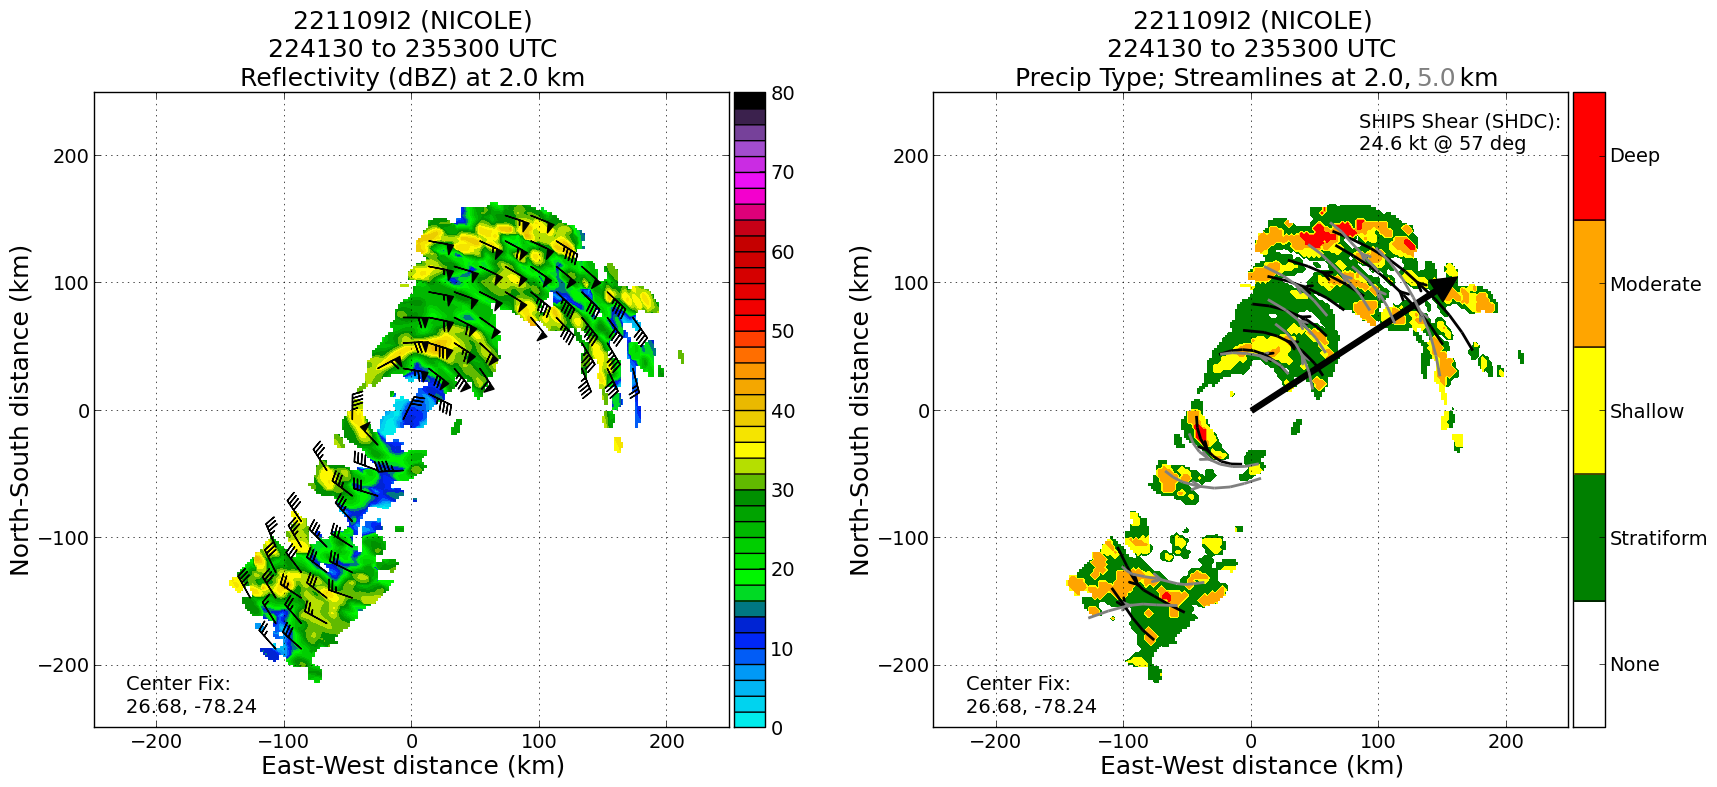 221109I2 (NICOLE)
224130 to 235300 UTC
Reflectivity (dBZ) at 2.0 km
200
100
0
−100
−200
North-South distance (km)
−200
−100
0
100
200
East-West distance (km)
Center Fix:
26.68, -78.24
80
70
60
50
40
30
20
10
0
221109I2 (NICOLE)
224130 to 235300 UTC
Precip Type; Streamlines at 2.0, 5.0 km
SHIPS Shear (SHDC):
24.6 kt @ 57 deg
200
100
0
−100
−200
North-South distance (km)
−200
−100
0
100
200
East-West distance (km)
Center Fix:
26.68, -78.24
Deep
Moderate
Shallow
Stratiform
None